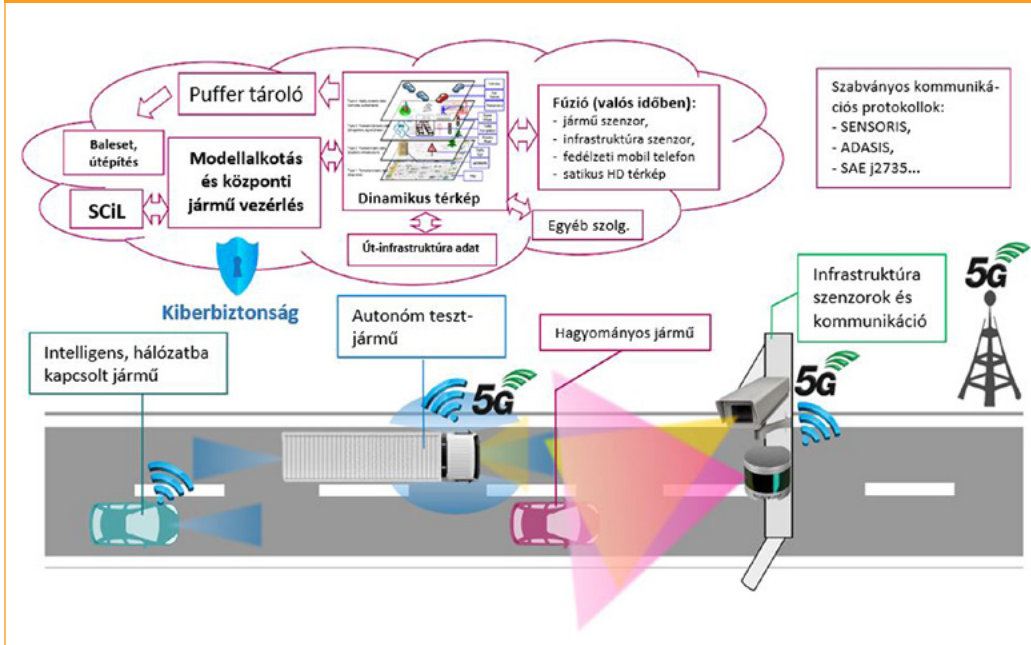 Puffer tároló
Baleset,
útépítés
SCiL
Modellalkotás
és központi
jármű vezérlés
Dinamikus térkép
Út-infrastruktúra adat
Fúzió (valós időben):
- jármű szenzor,
- infrastruktúra szenzor,
- fedélzeti mobil telefon
- satikus HD térkép
Egyéb szolg.
Szabványos kommuniká-
ciós protokollok:
- SENSORIS,
- ADASIS,
- SAE j2735...
Kiberbiztonság
Intelligens, hálózatba
kapcsolt jármű
Autonóm teszt-
jármű
Hagyományos jármű
Infrastruktúra
szenzorok és
kommunikáció
5G
5G
5G